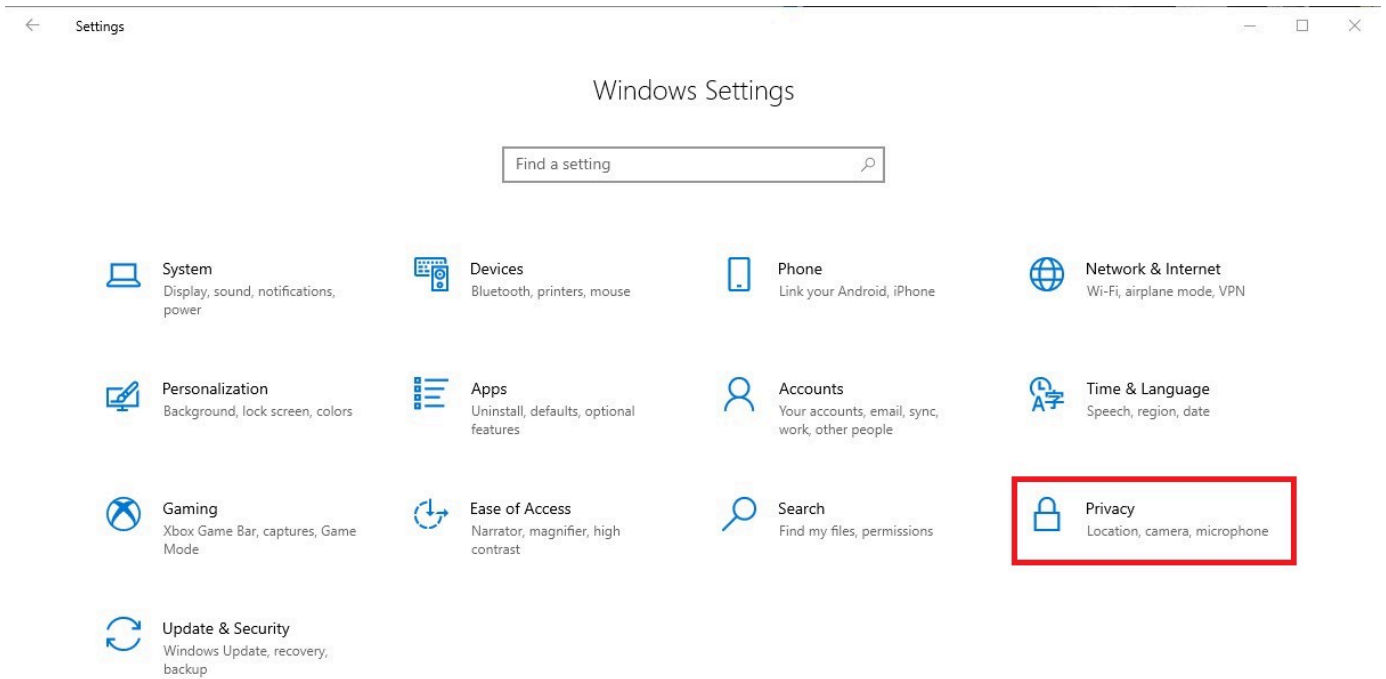 Settings
Windows Settings
Find a setting
System
Display, sound, notifications,
power
Devices
Bluetooth, printers, mouse
Phone
Link your Android, iPhone
Network & Internet
Wi-Fi, airplane mode, VPN
Personalization
Background, lock screen, colors
Apps
Uninstall, defaults, optional
features
Accounts
Your accounts, email, sync,
work, other people
Time & Language
Speech, region, date
Gaming
Xbox Game Bar, captures, Game
Mode
Ease of Access
Narrator, magnifier, high
contrast
Search
Find my files, permissions
Privacy
Location, camera, microphone
Update & Security
Windows Update, recovery,
backup